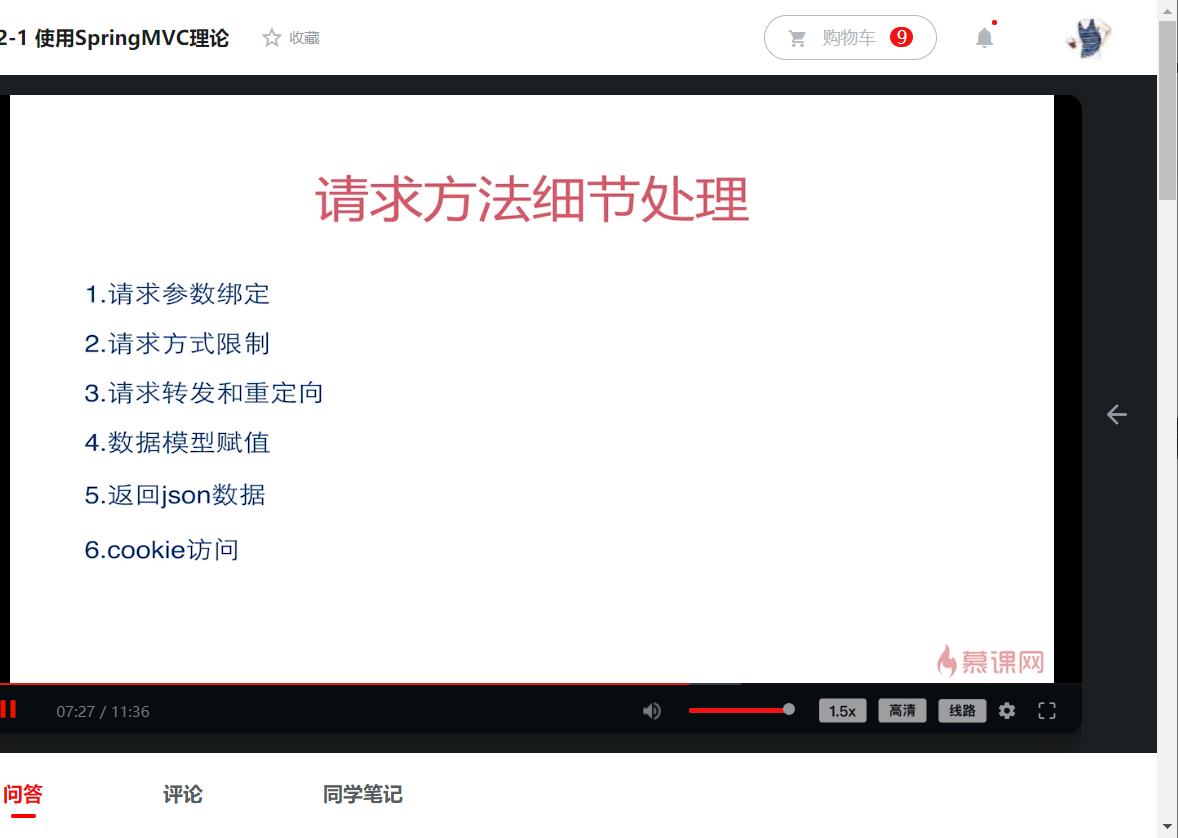 2-1 使用SpringMVC理论
收藏
购物车 9
请求方法细节处理
1.请求参数绑定
2.请求方式限制
3.请求转发和重定向
4.数据模型赋值
5.返回json数据
6.cookie访问
慕课网
07:27 / 11:36
1.5x 高清 线路
问答 评论 同学笔记